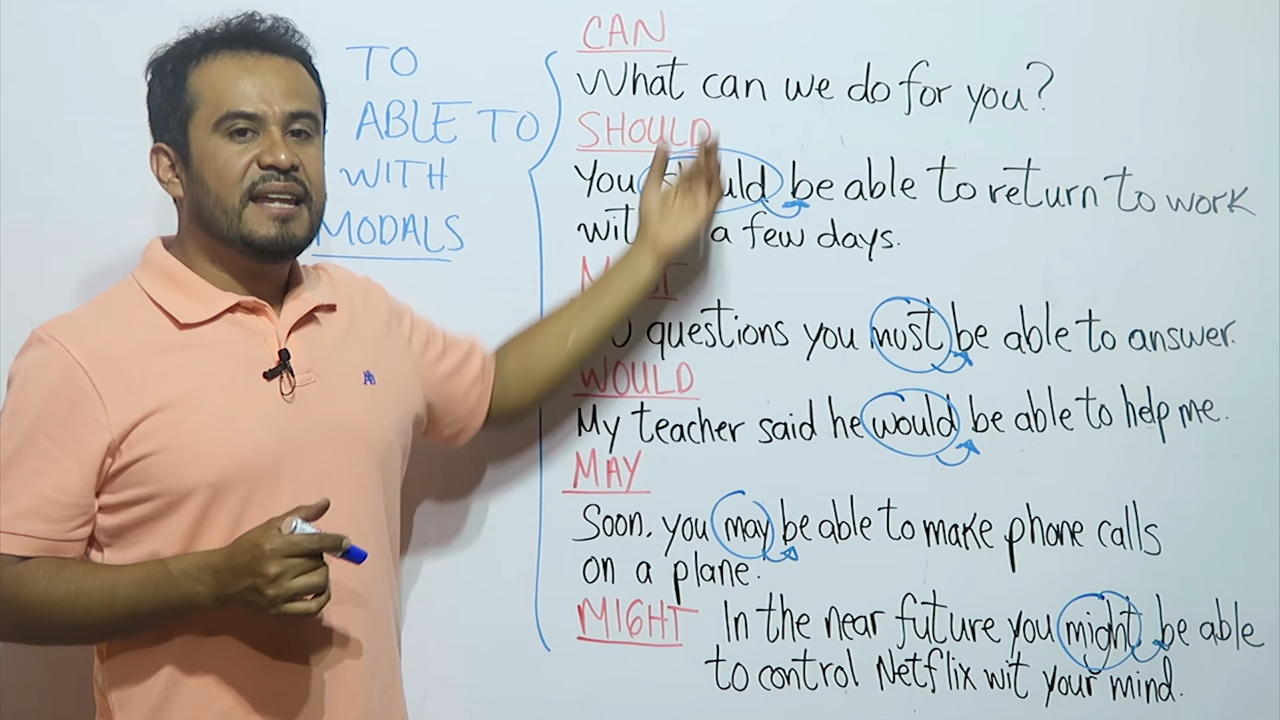 TO
ABLE TO
WITH
MODALS
CAN
What can we do for you?
SHOULD
You should be able to return to work
a few days.
MUST
questions you must be able to answer.
WOULD
My teacher said he would be able to help me.
MAY
Soon, you may be able to make phone calls
on a plane.
MIGHT In the near future you might be able
to control Netflix wit your mind.